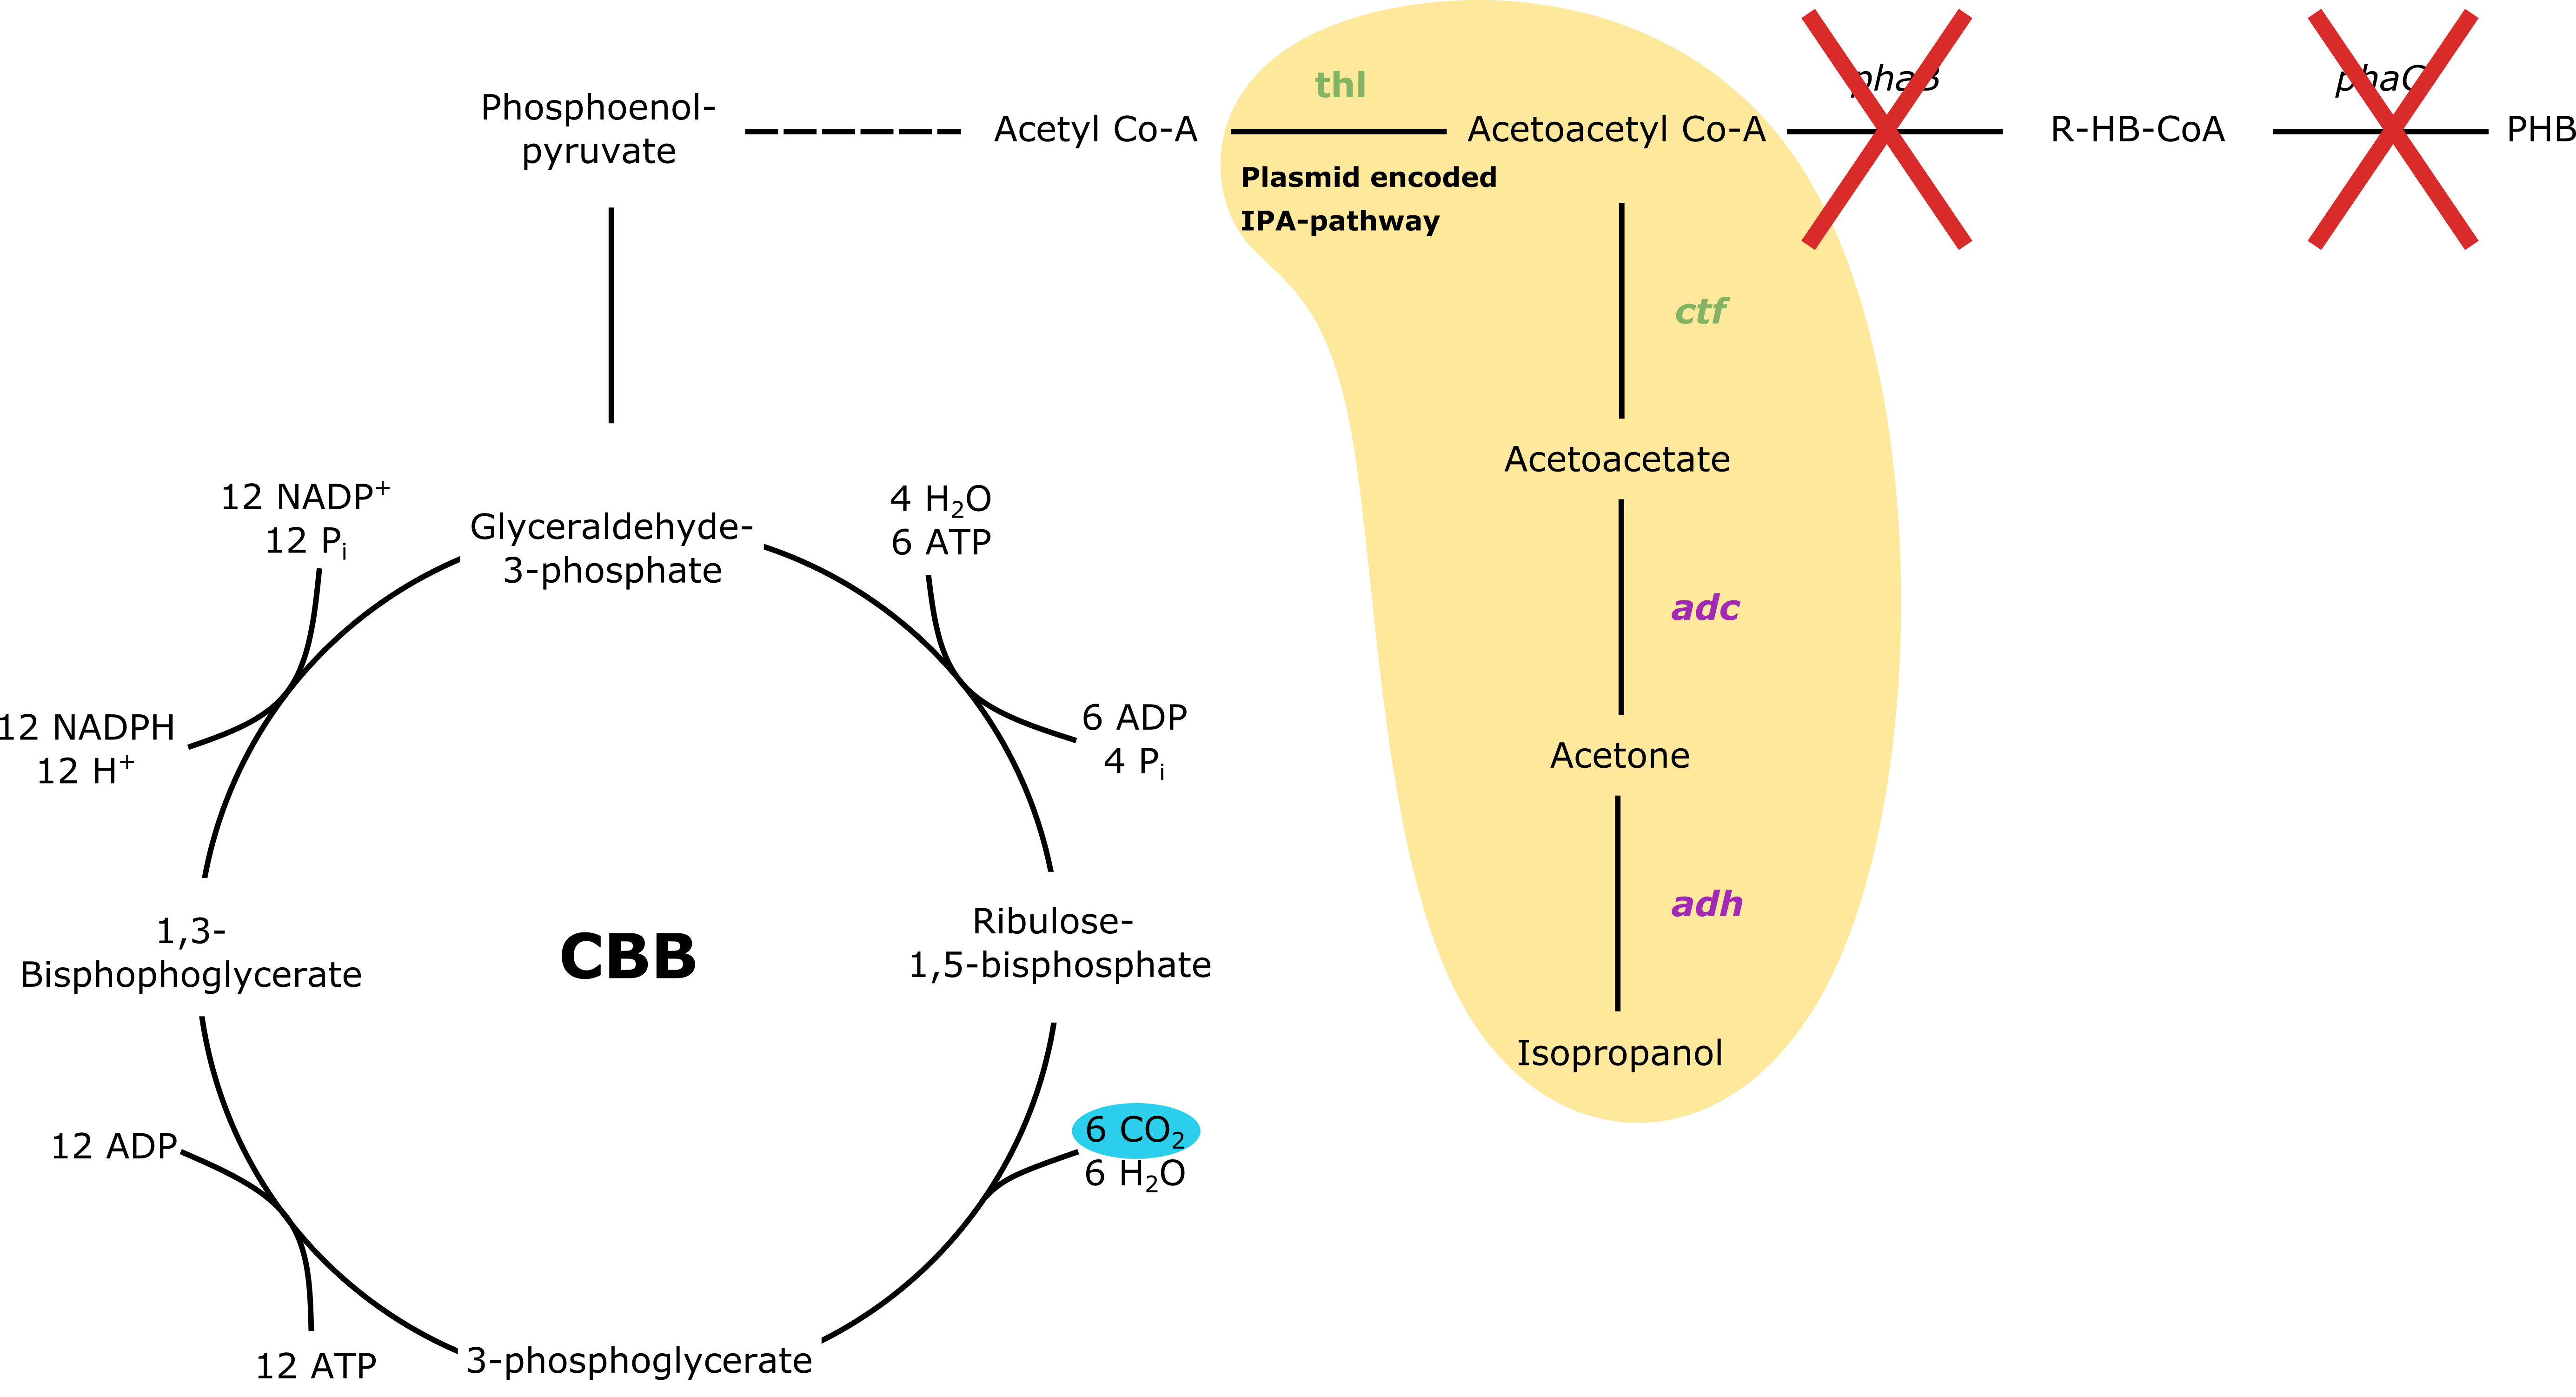 thl
phaB
phaC
Phosphoenol-
pyruvate
Acetyl Co-A
Acetoacetyl Co-A
R-HB-CoA
PHB
Plasmid encoded
IPA-pathway
ctf
Acetoacetate
adc
Acetone
adh
Isopropanol
12 NADP⁺
12 Pᵢ
Glyceraldehyde-
3-phosphate
4 H₂O
6 ATP
12 NADPH
12 H⁺
6 ADP
4 Pᵢ
1,3-
Bisphophoglycerate
CBB
Ribulose-
1,5-bisphosphate
12 ADP
6 CO₂
6 H₂O
12 ATP
3-phosphoglycerate